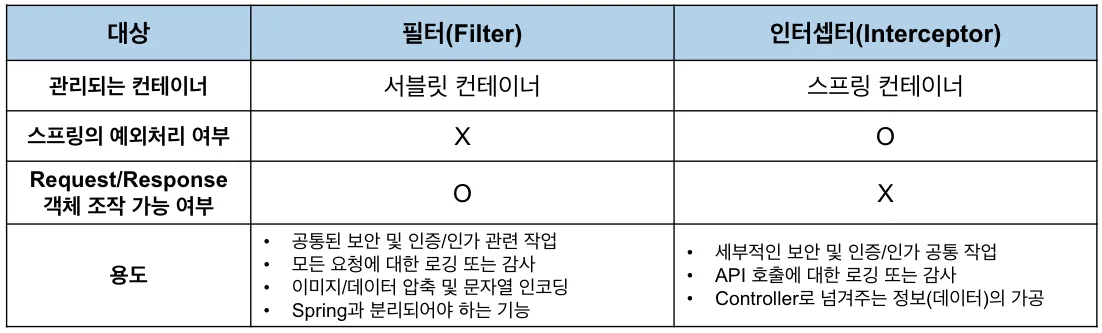 대상
필터(Filter)
인터셉터(Interceptor)
관리되는 컨테이너
서블릿 컨테이너
스프링 컨테이너
스프링의 예외처리 여부
X
O
Request/Response
객체 조작 가능 여부
O
X
용도
• 공통된 보안 및 인증/인가 관련 작업
• 모든 요청에 대한 로깅 또는 감사
• 이미지/데이터 압축 및 문자열 인코딩
• Spring과 분리되어야 하는 기능
• 세부적인 보안 및 인증/인가 공통 작업
• API 호출에 대한 로깅 또는 감사
• Controller로 넘겨주는 정보(데이터)의 가공